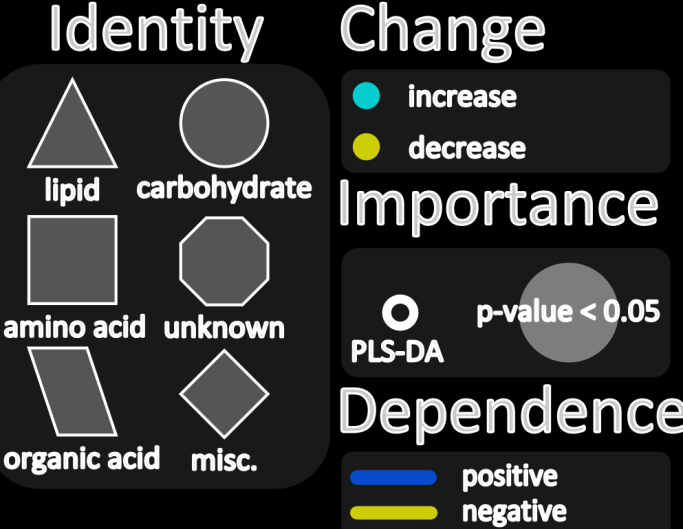 Identity
lipid
carbohydrate
amino acid
unknown
organic acid
misc.
Change
increase
decrease
Importance
PLS-DA
p-value < 0.05
Dependence
positive
negative